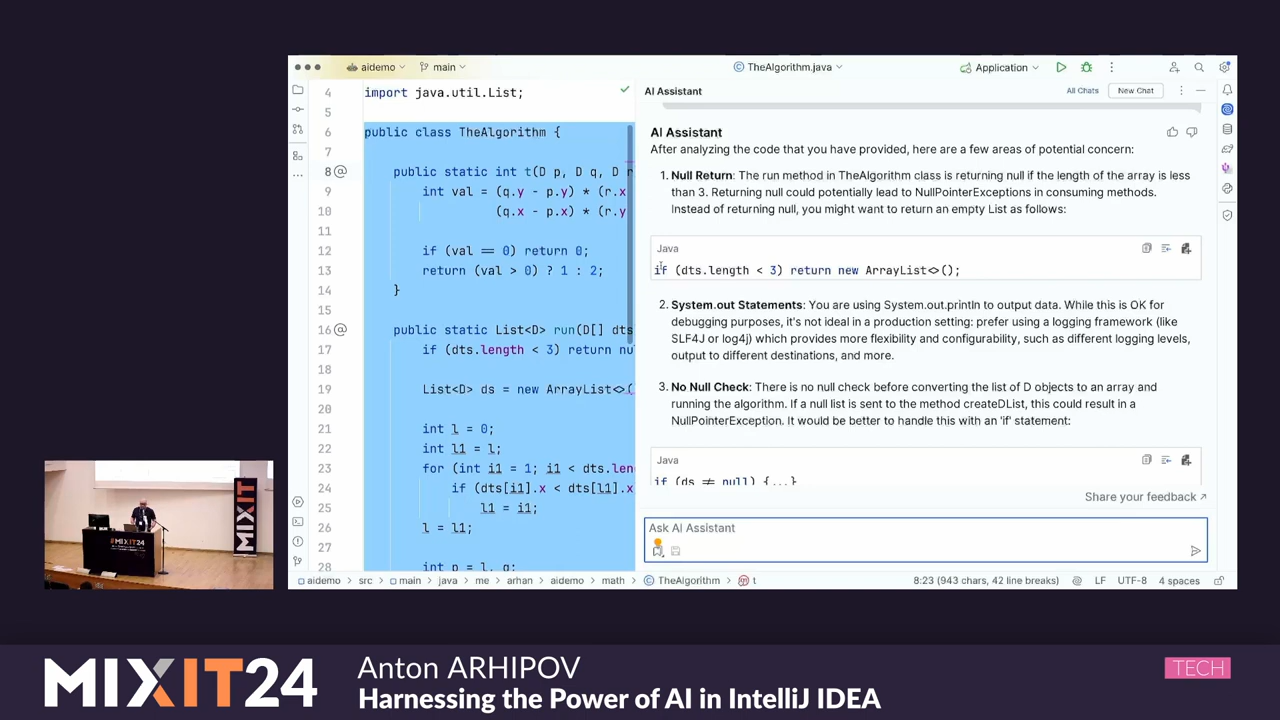 aidemo
main
TheAlgorithm.java
Application
4 import java.util.List;
5
6 public class TheAlgorithm {
7
8 public static int t(D p, D q, D r
9 int val = (q.y - p.y) * (r.x
10 (q.x - p.x) * (r.y
11
12 if (val == 0) return 0;
13 return (val > 0) ? 1 : 2;
14 }
15
16 public static List<D> run(D[] dts
17 if (dts.length < 3) return nu
18
19 List<D> ds = new ArrayList<>(
20
21 int l = 0;
22 int l1 = l;
23 for (int i1 = 1; i1 < dts.len
24 if (dts[i1].x < dts[l1].x
25 l1 = i1;
26 l = l1;
27
28 int p = l, q;
AI Assistant
All Chats
New Chat
AI Assistant
After analyzing the code that you have provided, here are a few areas of potential concern:
1. Null Return: The run method in TheAlgorithm class is returning null if the length of the array is less
than 3. Returning null could potentially lead to NullPointerExceptions in consuming methods.
Instead of returning null, you might want to return an empty List as follows:
Java
if (dts.length < 3) return new ArrayList<>();
2. System.out Statements: You are using System.out.println to output data. While this is OK for
debugging purposes, it's not ideal in a production setting: prefer using a logging framework (like
SLF4J or log4j) which provides more flexibility and configurability, such as different logging levels,
output to different destinations, and more.
3. No Null Check: There is no null check before converting the list of D objects to an array and
running the algorithm. If a null list is sent to the method createDList, this could result in a
NullPointerException. It would be better to handle this with an 'if' statement:
Java
if (ds ≠ null) {...}
Share your feedback ↗
Ask AI Assistant
aidemo > src > main > java > me > arhan > aidemo > math > TheAlgorithm > t
8:23 (943 chars, 42 line breaks)
LF
UTF-8
4 spaces
#MIXIT24
MIXIT
MIXIT24
Anton ARHIPOV
Harnessing the Power of AI in IntelliJ IDEA
TECH